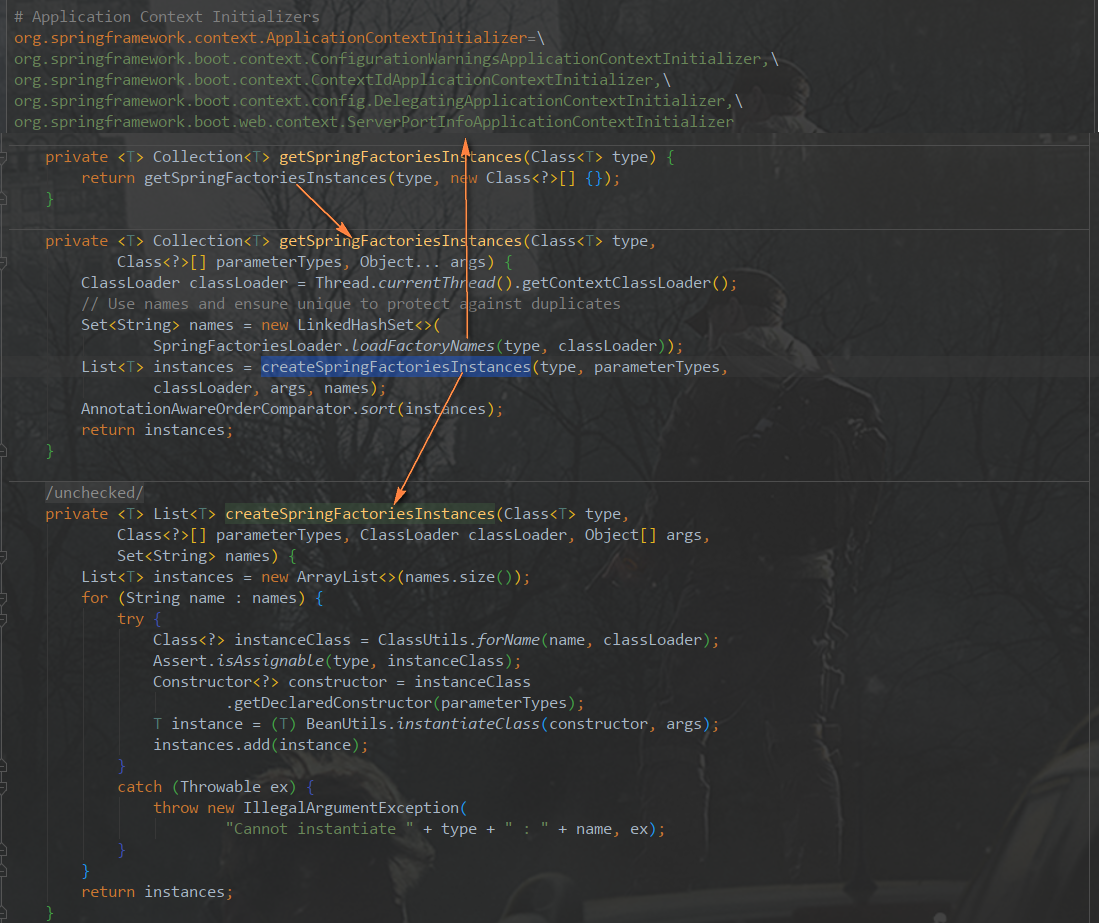 # Application Context Initializers
org.springframework.context.ApplicationContextInitializer=\
org.springframework.boot.context.ConfigurationWarningsApplicationContextInitializer,\
org.springframework.boot.context.ContextIdApplicationContextInitializer,\
org.springframework.boot.context.config.DelegatingApplicationContextInitializer,\
org.springframework.boot.web.context.ServerPortInfoApplicationContextInitializer
private <T> Collection<T> getSpringFactoriesInstances(Class<T> type) {
return getSpringFactoriesInstances(type, new Class<?>[] {});
}
private <T> Collection<T> getSpringFactoriesInstances(Class<T> type,
Class<?>[] parameterTypes, Object... args) {
ClassLoader classLoader = Thread.currentThread().getContextClassLoader();
// Use names and ensure unique to protect against duplicates
Set<String> names = new LinkedHashSet<>(
SpringFactoriesLoader.loadFactoryNames(type, classLoader));
List<T> instances = createSpringFactoriesInstances(type, parameterTypes,
classLoader, args, names);
AnnotationAwareOrderComparator.sort(instances);
return instances;
}
/unchecked/
private <T> List<T> createSpringFactoriesInstances(Class<T> type,
Class<?>[] parameterTypes, ClassLoader classLoader, Object[] args,
Set<String> names) {
List<T> instances = new ArrayList<>(names.size());
for (String name : names) {
try {
Class<?> instanceClass = ClassUtils.forName(name, classLoader);
Assert.isAssignable(type, instanceClass);
Constructor<?> constructor = instanceClass
.getDeclaredConstructor(parameterTypes);
T instance = (T) BeanUtils.instantiateClass(constructor, args);
instances.add(instance);
}
catch (Throwable ex) {
throw new IllegalArgumentException(
"Cannot instantiate " + type + " : " + name, ex);
}
}
return instances;
}